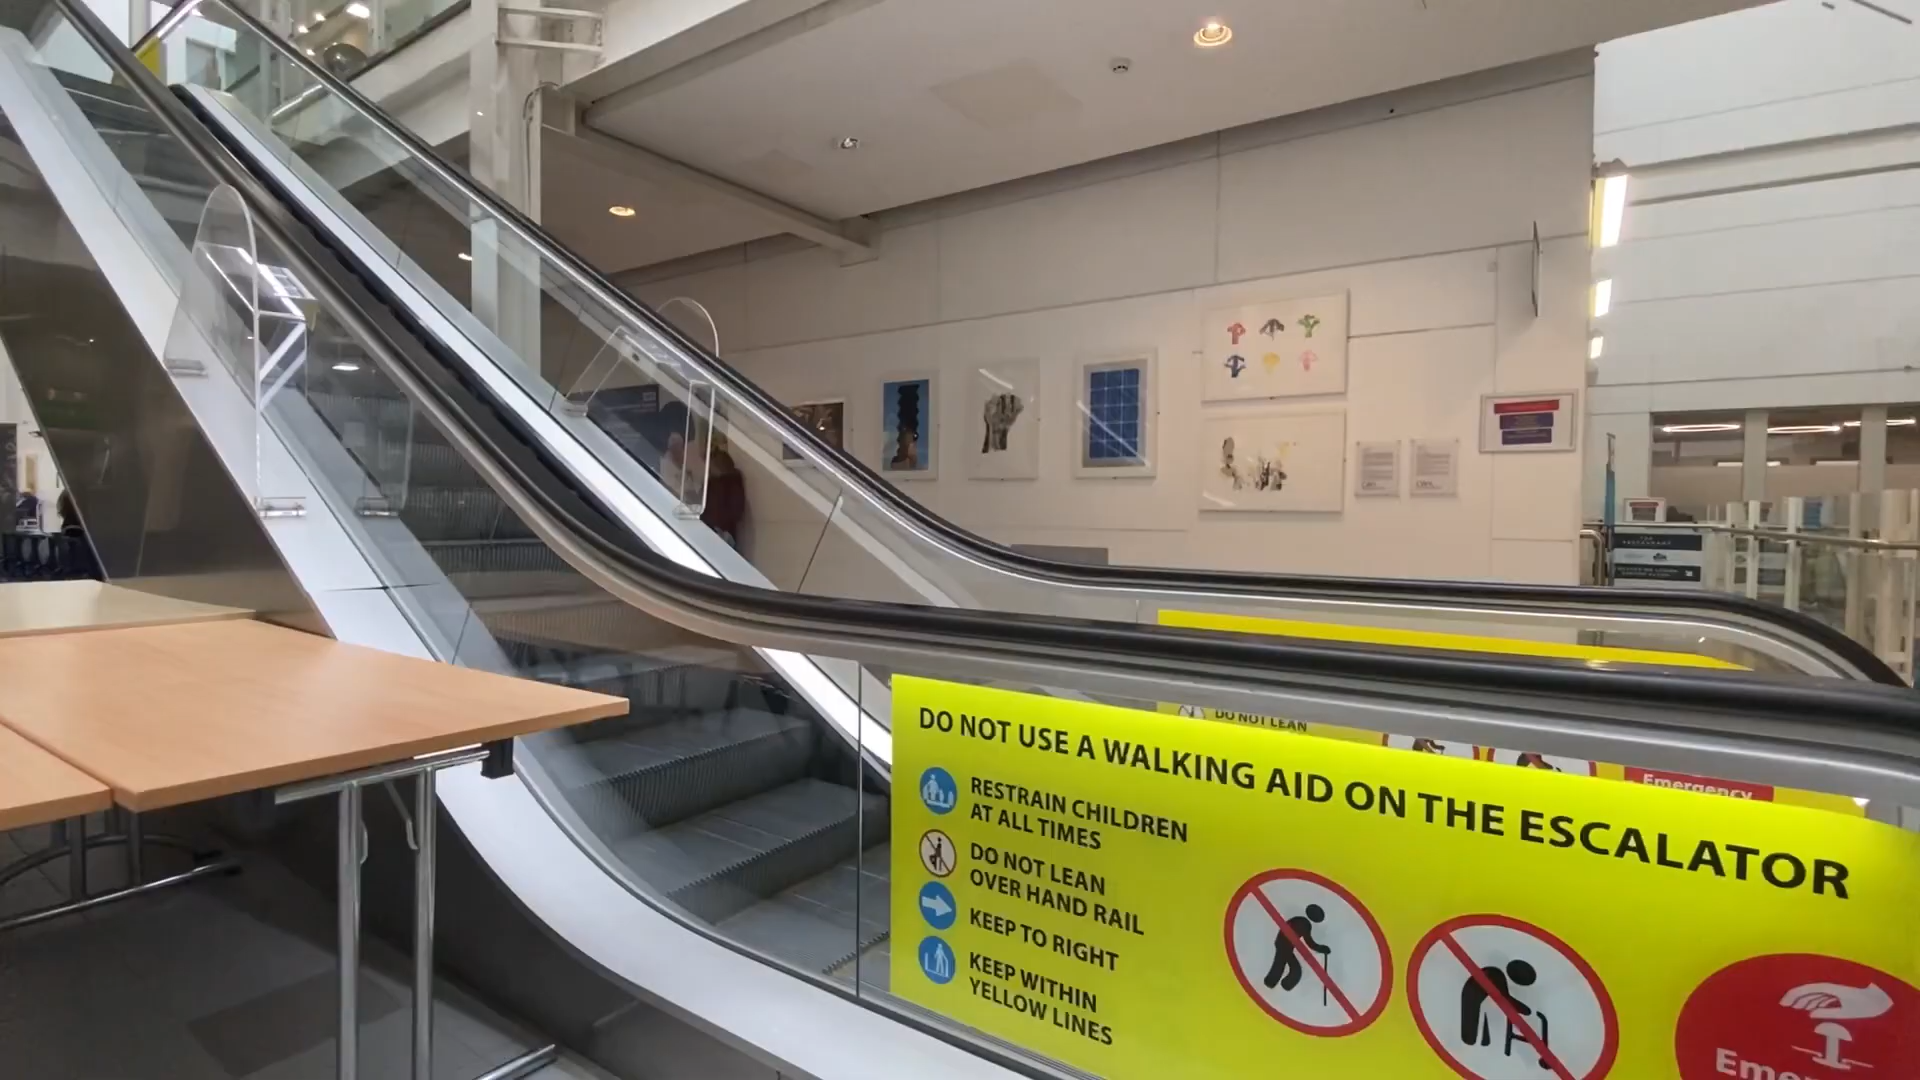 DO NOT LEAN
Emergency
DO NOT USE A WALKING AID ON THE ESCALATOR
RESTRAIN CHILDREN
AT ALL TIMES
DO NOT LEAN
OVER HAND RAIL
KEEP TO RIGHT
KEEP WITHIN
YELLOW LINES
Eme